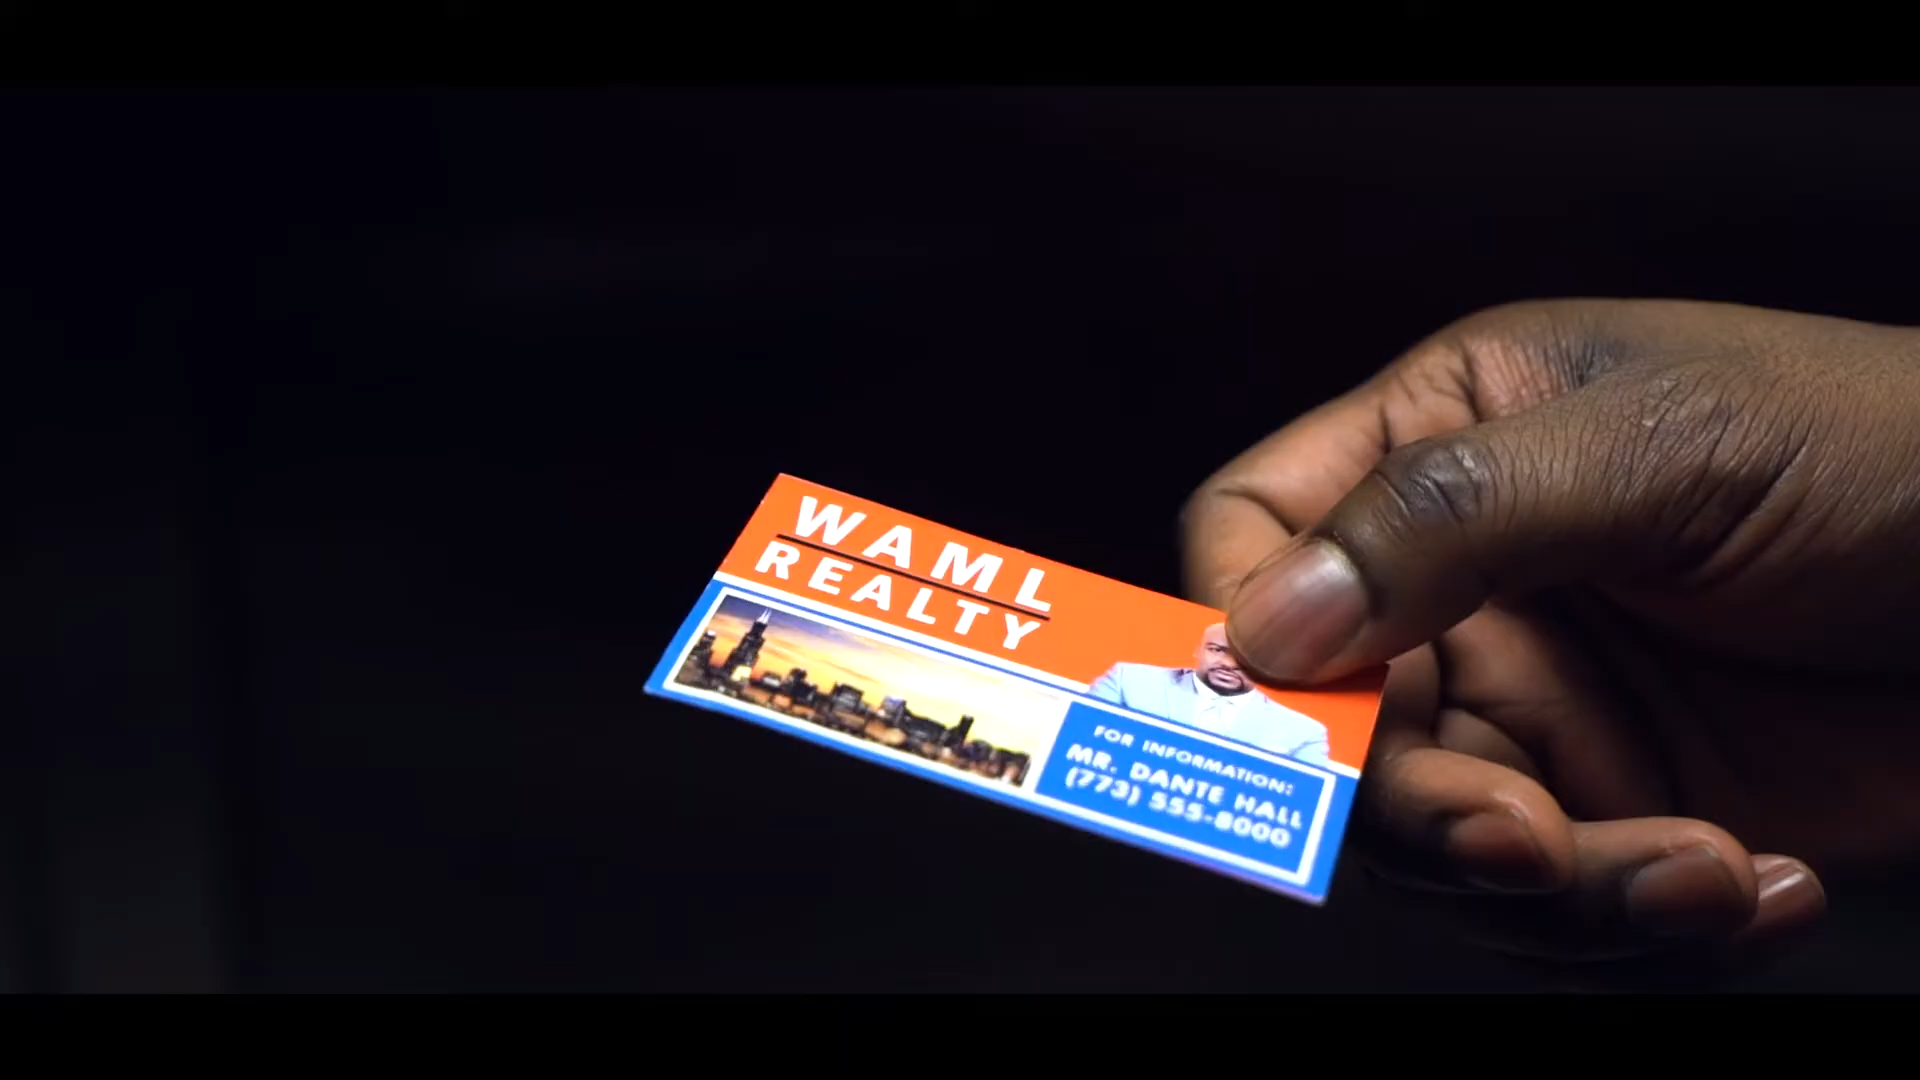 WAML
REALTY
FOR INFORMATION:
MR. DANTE HALL
(773) 555-8000